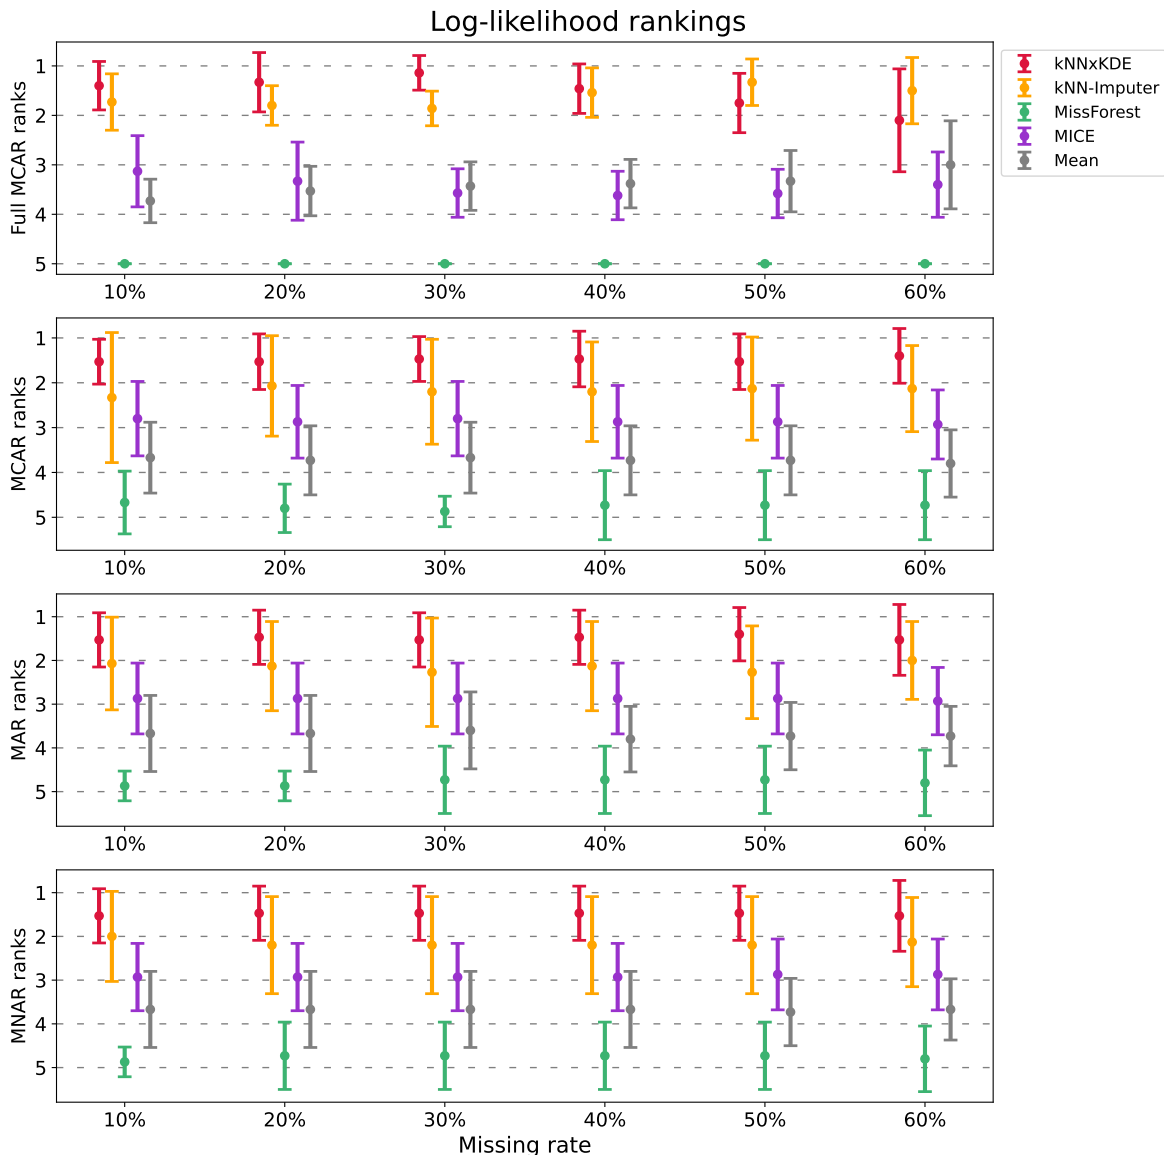 Log-likelihood rankings
kNNxKDE
kNN-Imputer
MissForest
MICE
Mean
Full MCAR ranks
1
2
3
4
5
10% 20% 30% 40% 50% 60%
MCAR ranks
1
2
3
4
5
10% 20% 30% 40% 50% 60%
MAR ranks
1
2
3
4
5
10% 20% 30% 40% 50% 60%
MNAR ranks
1
2
3
4
5
10% 20% 30% 40% 50% 60%
Missing rate